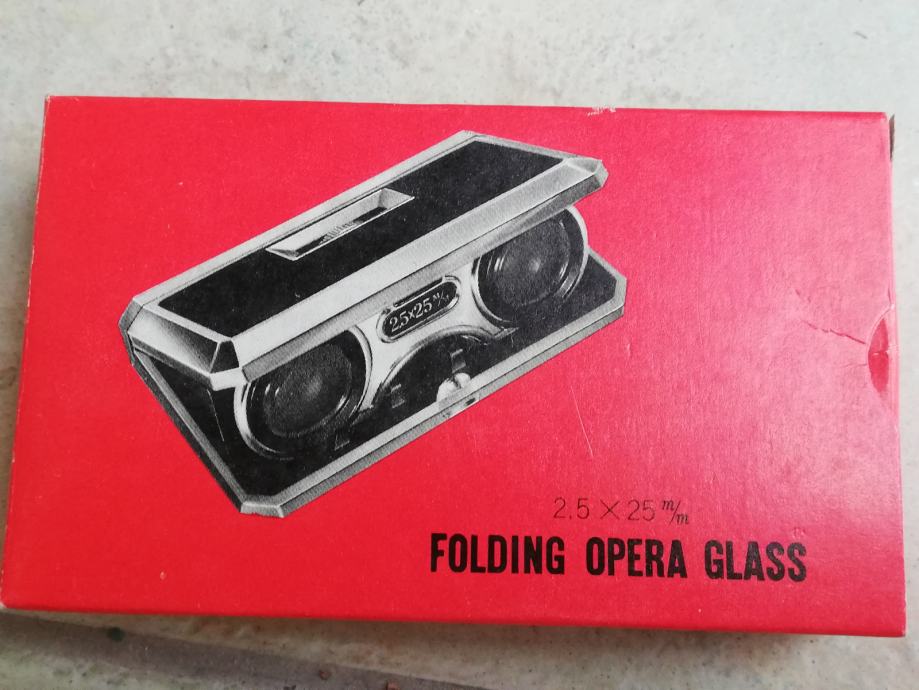 2.5×25 m/m
2.5 × 25 m/m
FOLDING OPERA GLASS